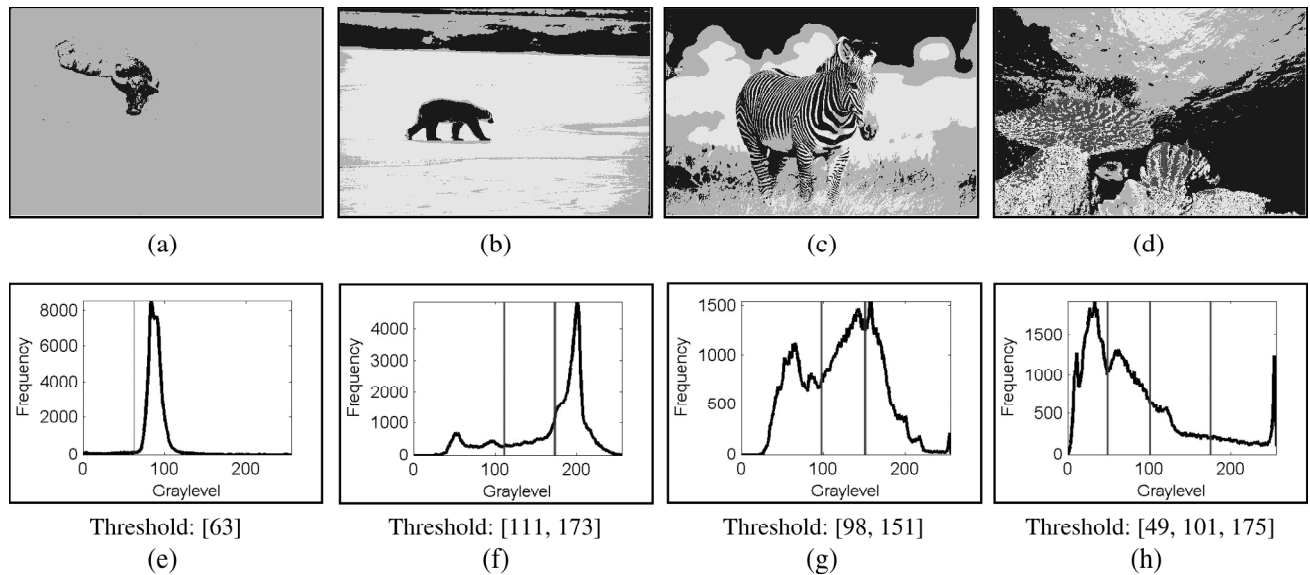 (a) (b) (c) (d)
8000
6000
4000
2000
0
Frequency
0 100 200
Graylevel
4000
3000
2000
1000
0
Frequency
0 100 200
Graylevel
1500
1000
500
0
Frequency
0 100 200
Graylevel
1500
1000
500
0
Frequency
0 100 200
Graylevel
Threshold: [63] Threshold: [111, 173] Threshold: [98, 151] Threshold: [49, 101, 175]
(e) (f) (g) (h)